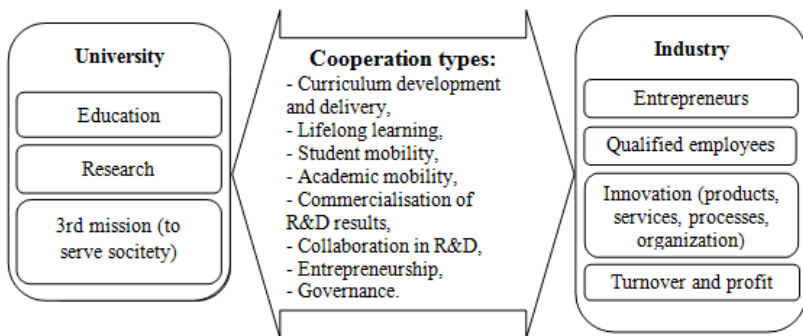 University
Education
Research
3rd mission (to
serve socitety)
Cooperation types:
- Curriculum development
and delivery,
- Lifelong learning,
- Student mobility,
- Academic mobility,
- Commercialisation of
R&D results,
- Collaboration in R&D,
- Entrepreneurship,
- Governance.
Industry
Entrepreneurs
Qualified employees
Innovation (products,
services, processes,
organization)
Turnover and profit